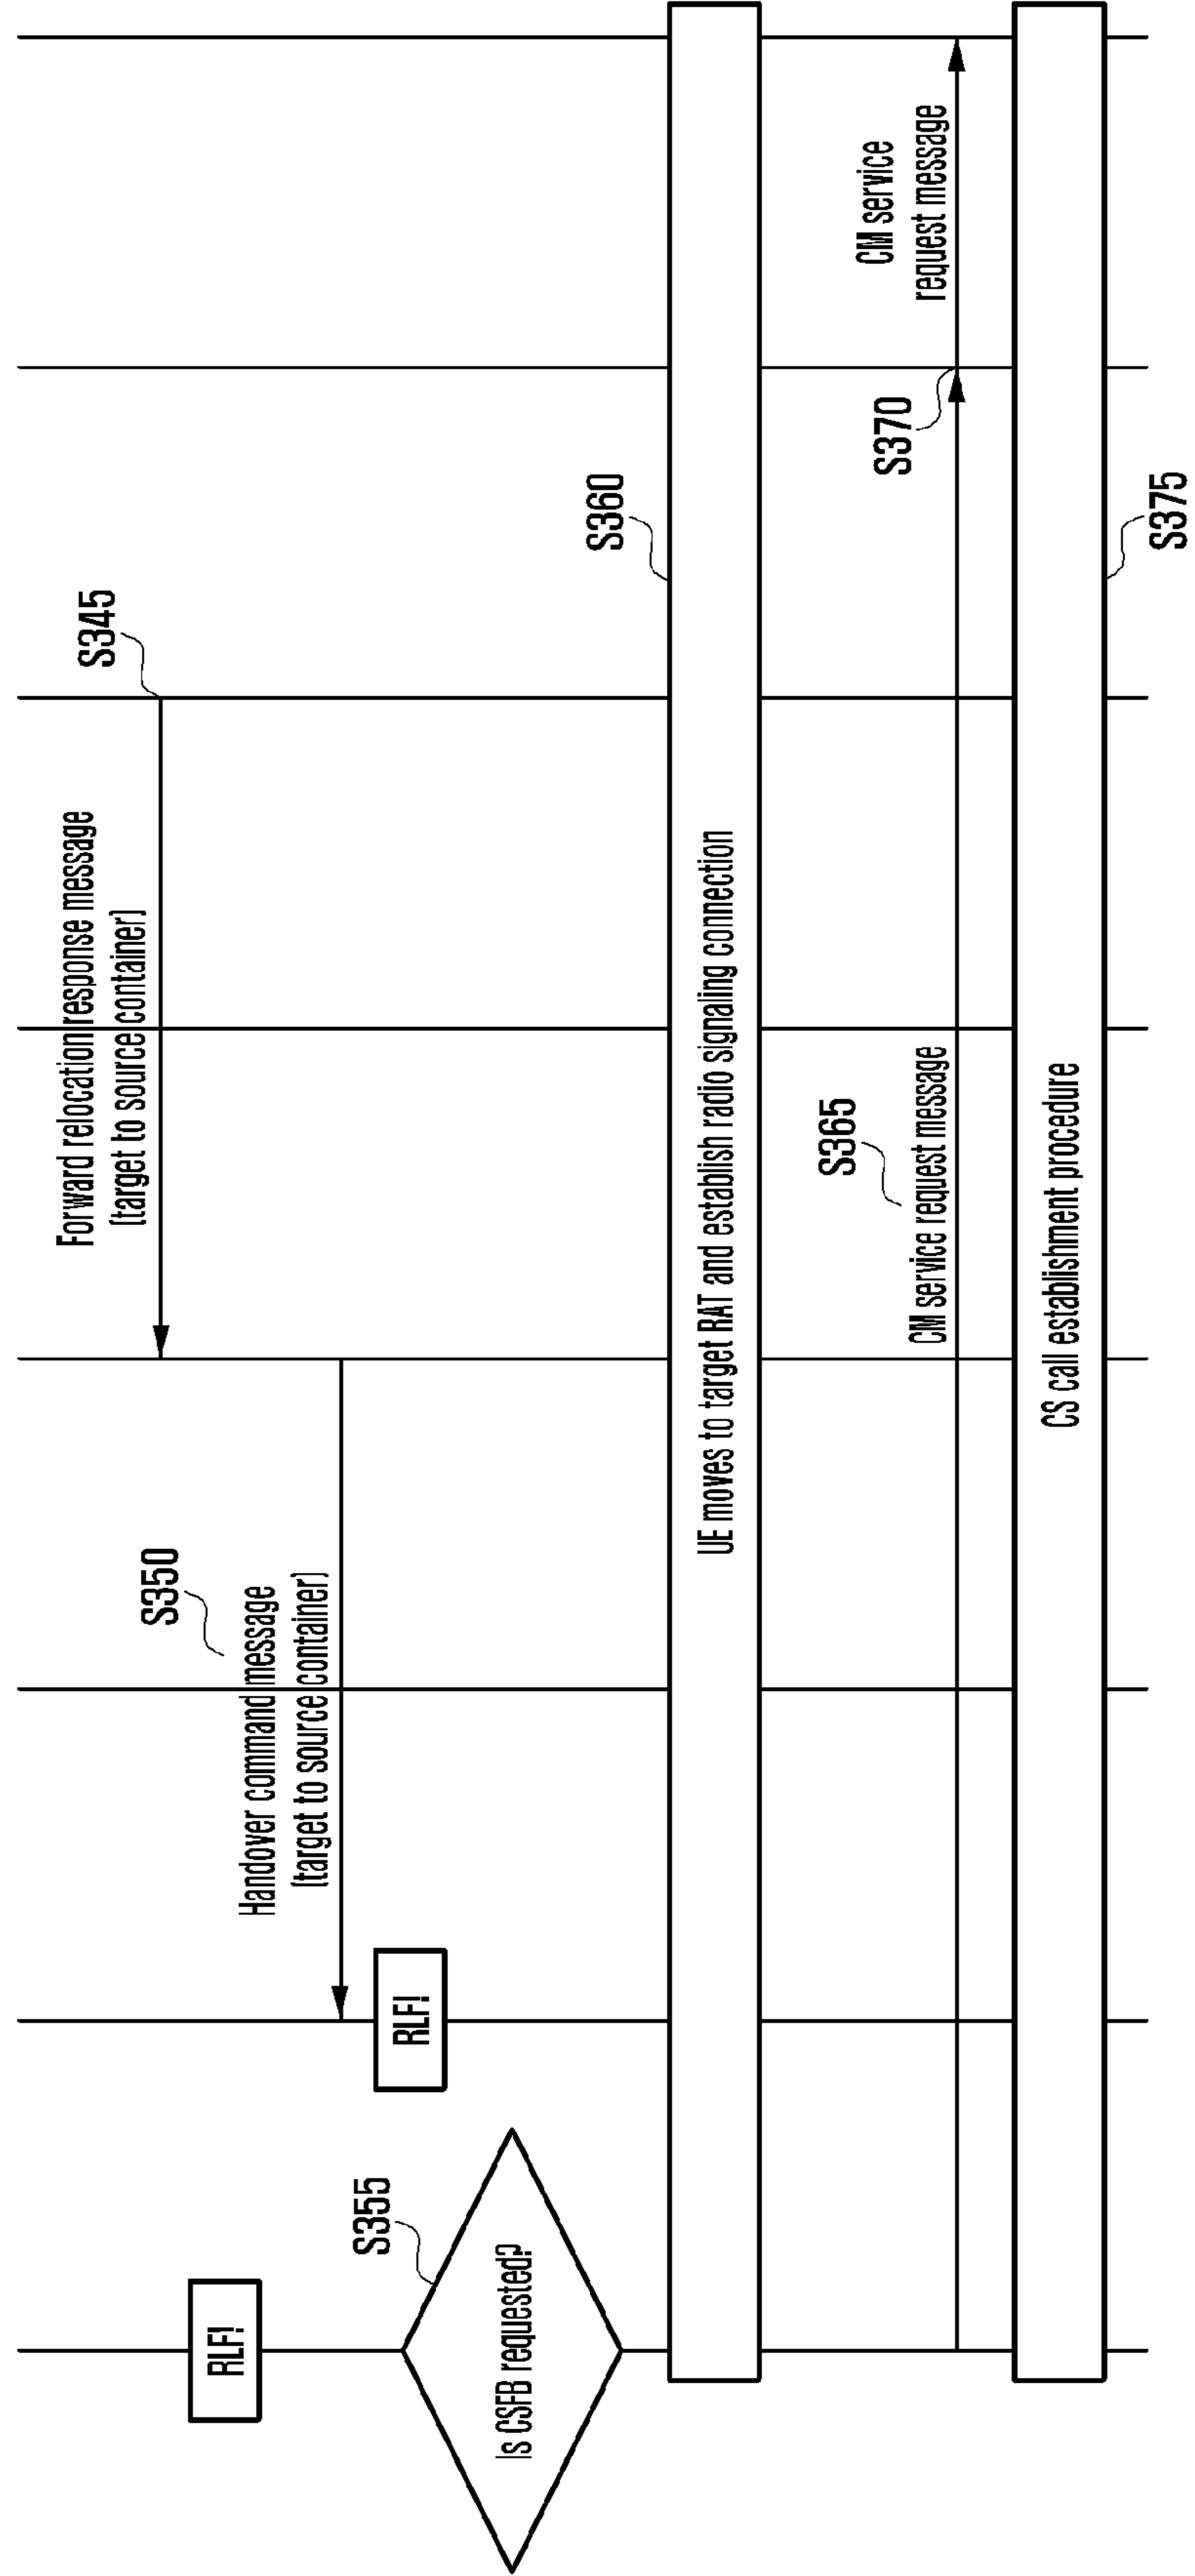 S345
Forward relocation response message
(target to source container)
S350
Handover command message
(target to source container)
RLF!
RLF!
S355
Is CSFB requested?
S360
UE moves to target RAT and establish radio signaling connection
S365
CM service request message
S370
CM service
request message
CS call establishment procedure
S375